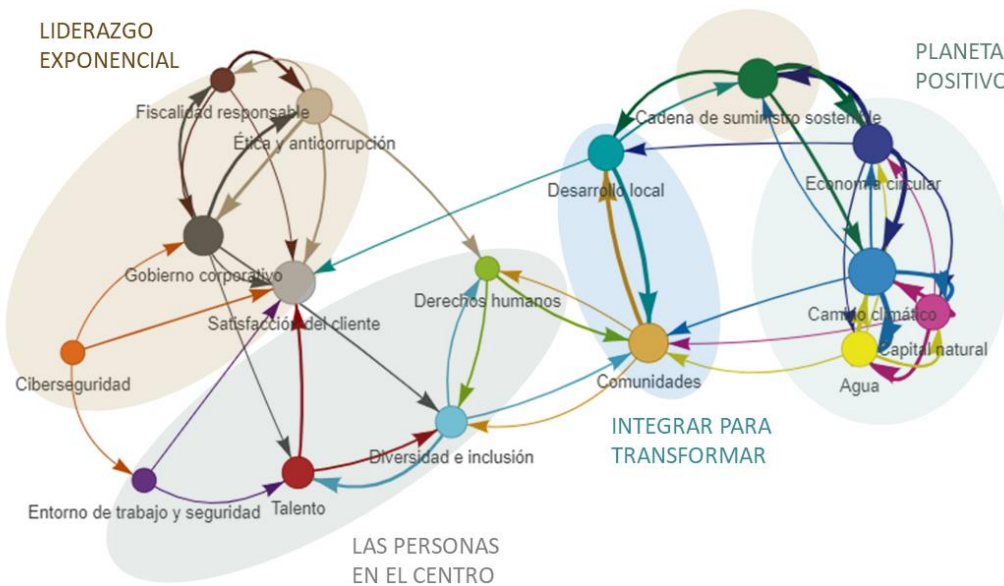 LIDERAZGO
EXPONENCIAL
PLANETA
POSITIVO
Fiscalidad responsable
Ética y anticorrupción
Cadena de suministro sostenible
Desarrollo local
Economía circular
Gobierno corporativo
Satisfacción del cliente
Derechos humanos
Cambio climático
Capital natural
Ciberseguridad
Comunidades
Agua
INTEGRAR PARA
TRANSFORMAR
Diversidad e inclusión
Entorno de trabajo y seguridad
Talento
LAS PERSONAS
EN EL CENTRO